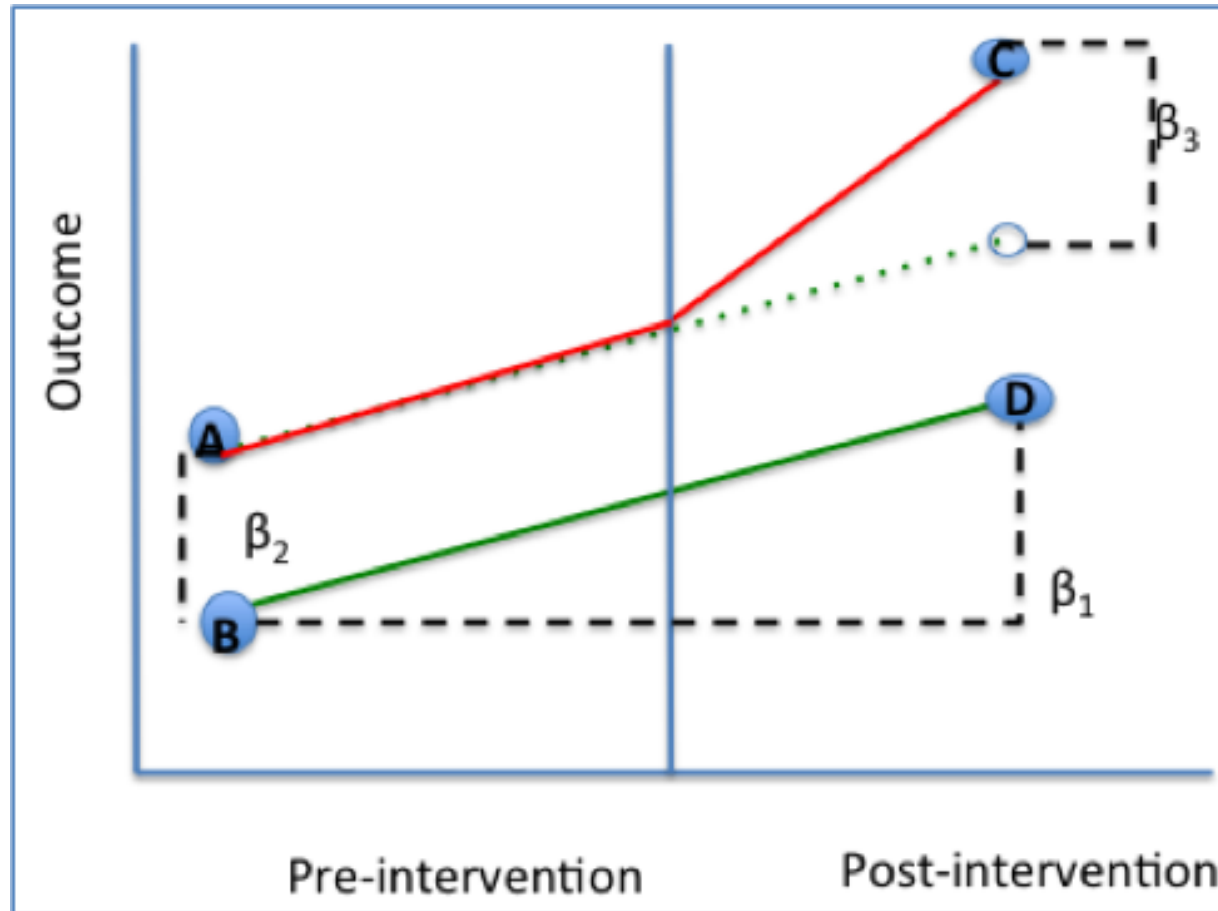 C
β₃
Outcome
D
A
β₂
β₁
B
Pre-intervention
Post-intervention